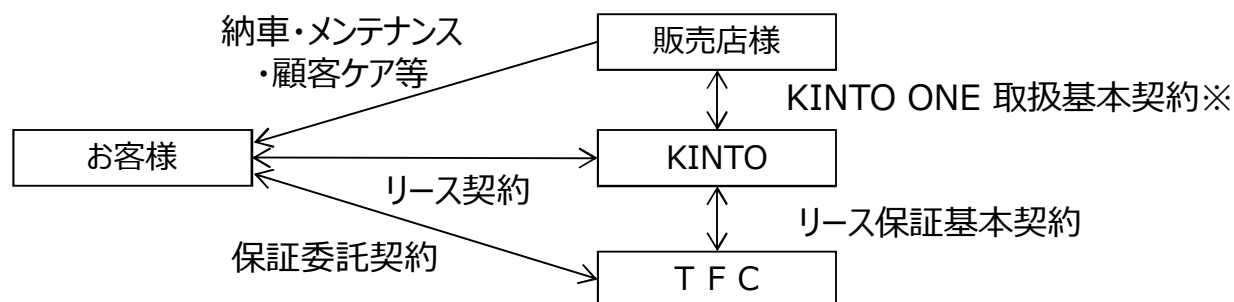 納車・メンテナンス
・顧客ケア等
販売店様
KINTO ONE 取扱基本契約※
お客様
KINTO
リース契約
リース保証基本契約
保証委託契約
ＴＦＣ